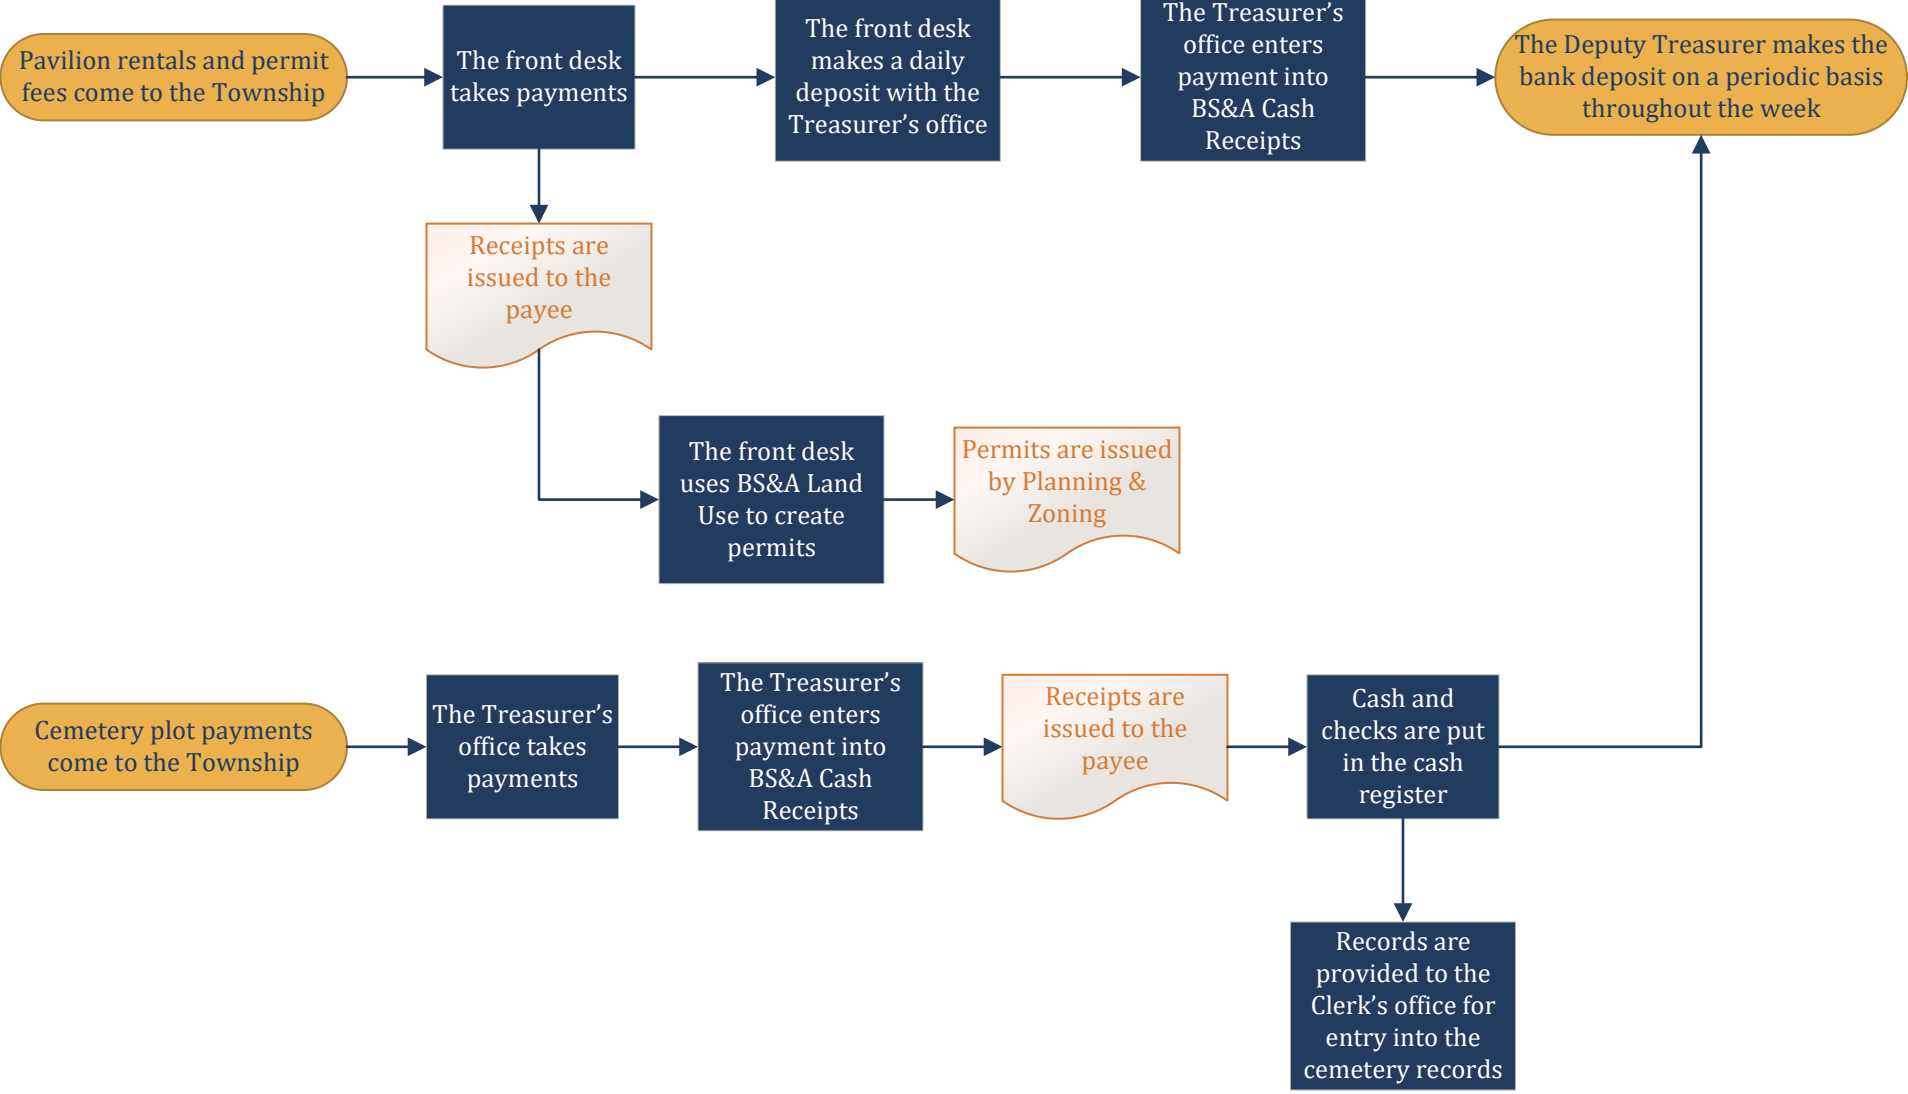 Pavilion rentals and permit
fees come to the Township
The front desk
takes payments
The front desk
makes a daily
deposit with the
Treasurer’s office
The Treasurer’s
office enters
payment into
BS&A Cash
Receipts
The Deputy Treasurer makes the
bank deposit on a periodic basis
throughout the week
Receipts are
issued to the
payee
The front desk
uses BS&A Land
Use to create
permits
Permits are issued
by Planning &
Zoning
Cemetery plot payments
come to the Township
The Treasurer’s
office takes
payments
The Treasurer’s
office enters
payment into
BS&A Cash
Receipts
Receipts are
issued to the
payee
Cash and
checks are put
in the cash
register
Records are
provided to the
Clerk’s office for
entry into the
cemetery records